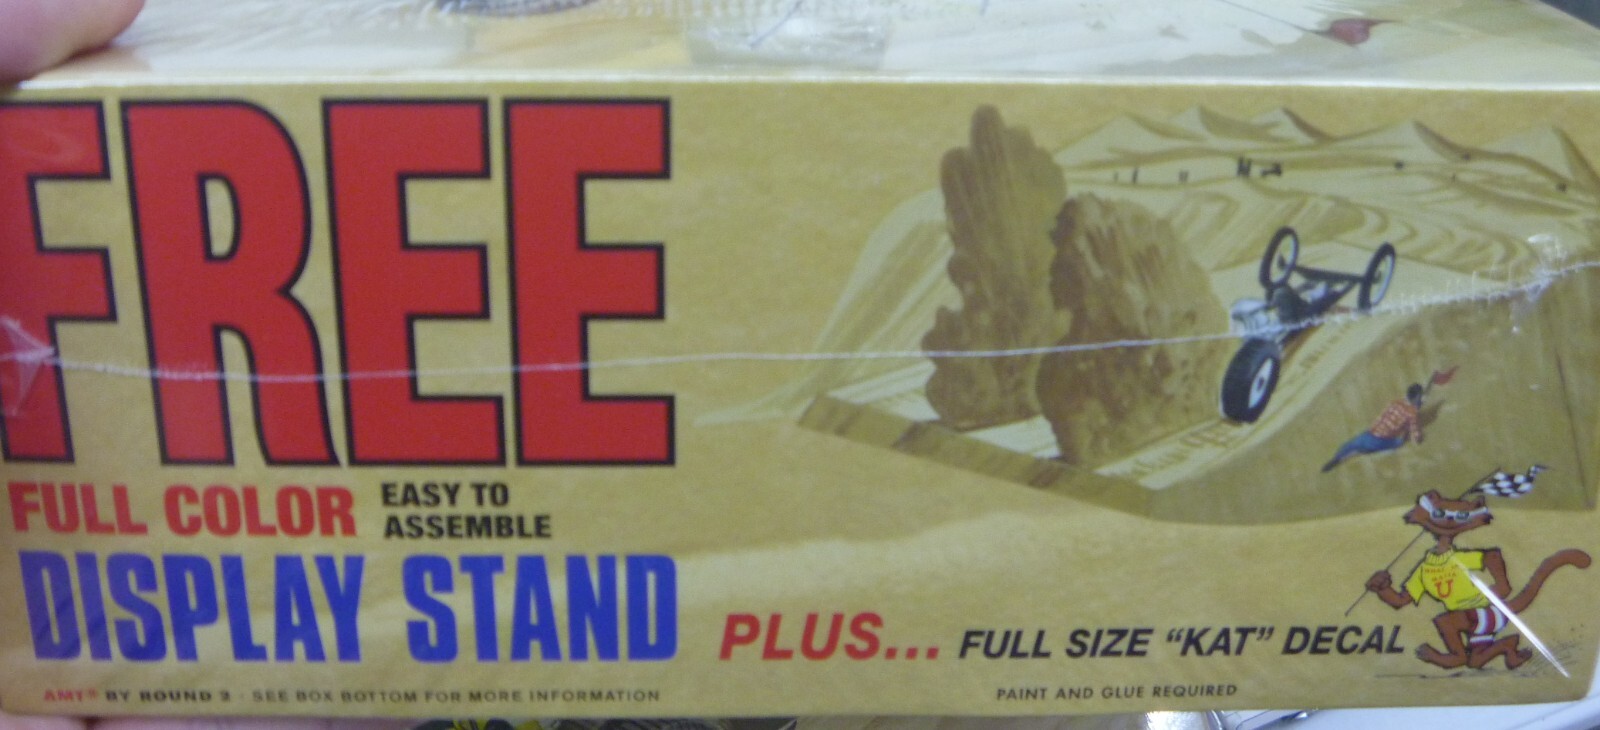 FREE
FULL COLOR EASY TO
ASSEMBLE
DISPLAY STAND
PLUS... FULL SIZE “KAT” DECAL
AMT® BY ROUND 2 · SEE BOX BOTTOM FOR MORE INFORMATION
PAINT AND GLUE REQUIRED